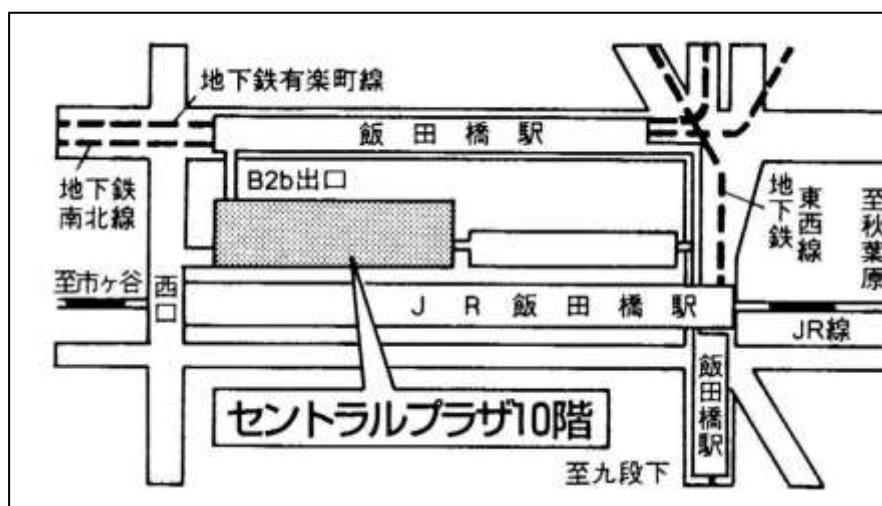 地下鉄有楽町線
飯田橋駅
地下鉄
南北線
B2b出口
地下鉄
東西線
至秋葉原
至市ヶ谷
西口
JR飯田橋駅
JR線
飯田橋駅
セントラルプラザ10階
至九段下